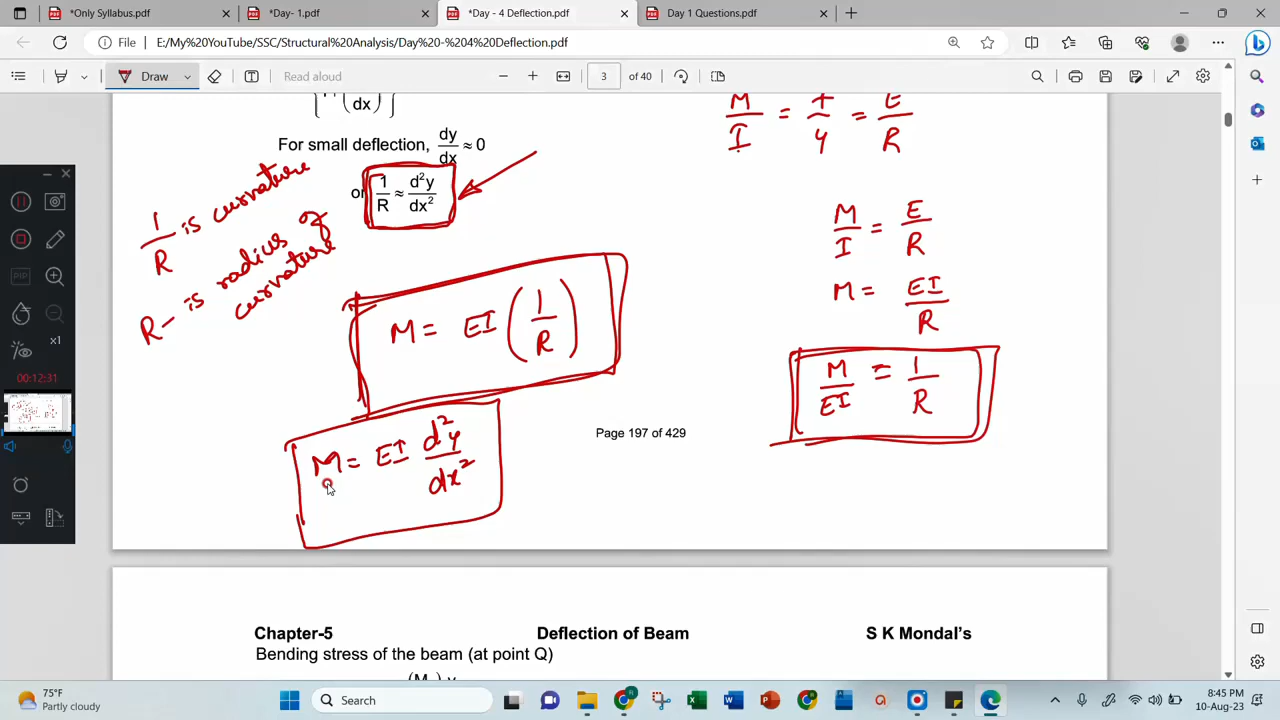 *Only Syllabus.pdf
*Day- 1.pdf
*Day - 4 Deflection.pdf
Day 1 Questions.pdf
File
E:/My%20YouTube/SSC/Structural%20Analysis/Day%20-%204%20Deflection.pdf
Draw
Read aloud
3
of 40
dx
For small deflection, dy/dx ≈ 0
or 1/R ≈ d²y/dx²
1/R is curvature
R - is radius of curvature
M = EI (1/R)
M = EI d²y/dx²
M/I = f/y = E/R
M/I = E/R
M = EI/R
M/EI = 1/R
Page 197 of 429
Chapter-5
Deflection of Beam
S K Mondal's
Bending stress of the beam (at point Q)
PIP
x1
12:31:31
75°F
Partly cloudy
Search
8:45 PM
10-Aug-23